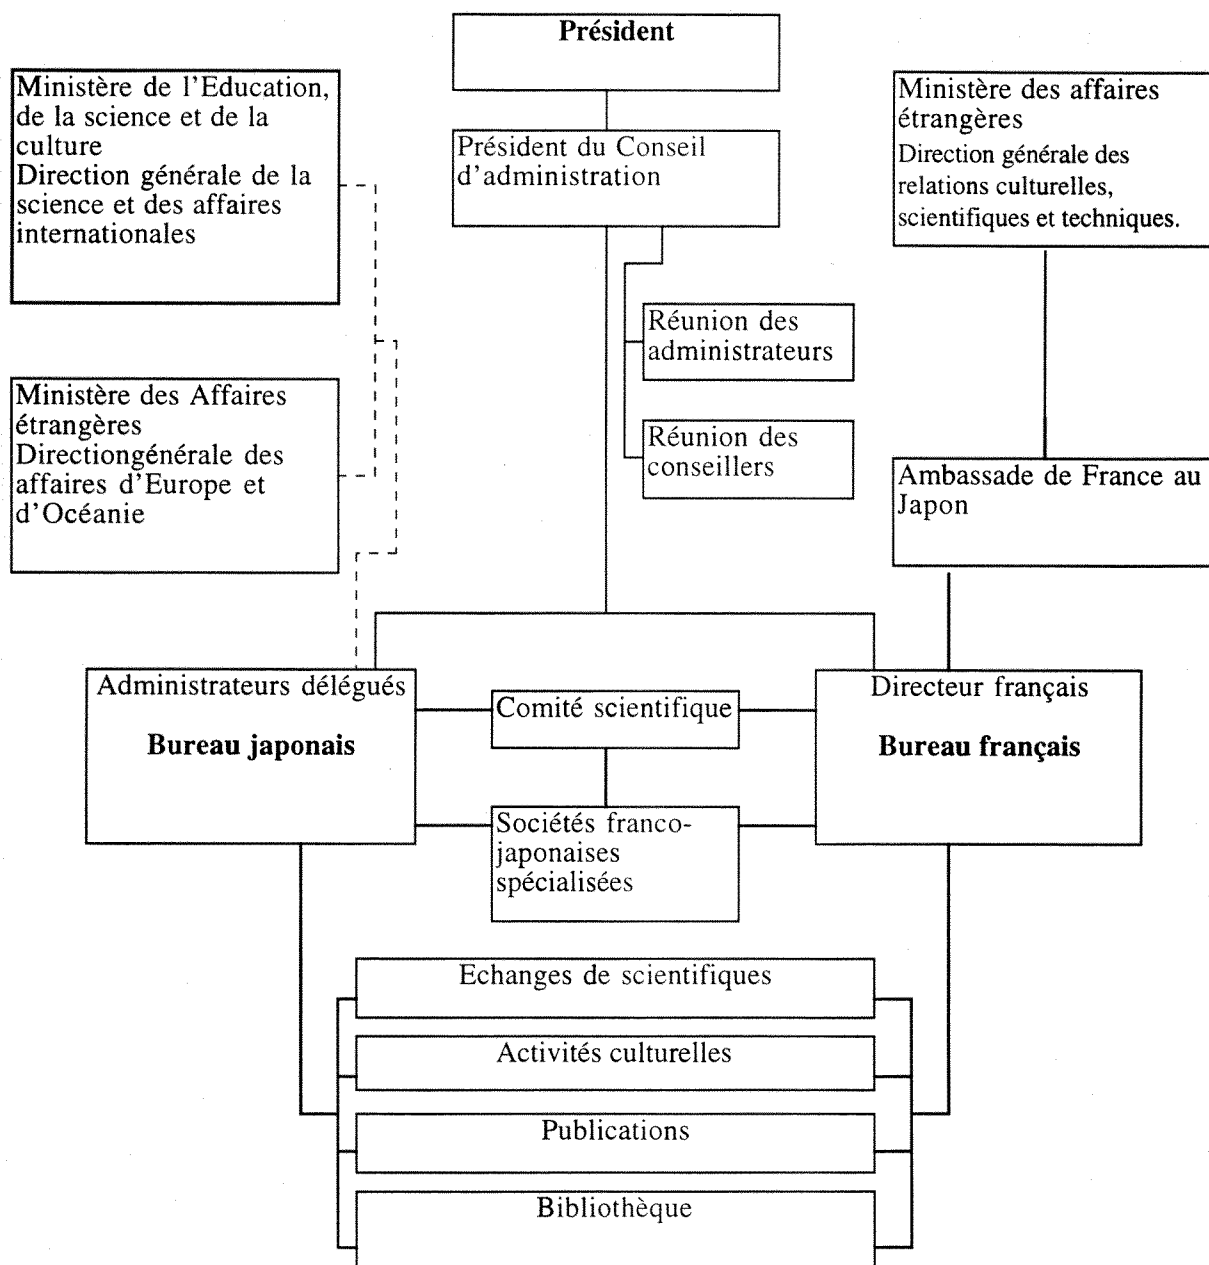 Président
Ministère de l'Education,
de la science et de la
culture
Direction générale de la
science et des affaires
internationales
Président du Conseil
d'administration
Ministère des affaires
étrangères
Direction générale des
relations culturelles,
scientifiques et techniques.
Réunion des
administrateurs
Ministère des Affaires
étrangères
Directiongénérale des
affaires d'Europe et
d'Océanie
Réunion des
conseillers
Ambassade de France au
Japon
Administrateurs délégués
Bureau japonais
Comité scientifique
Directeur français
Bureau français
Sociétés franco-
japonaises
spécialisées
Echanges de scientifiques
Activités culturelles
Publications
Bibliothèque